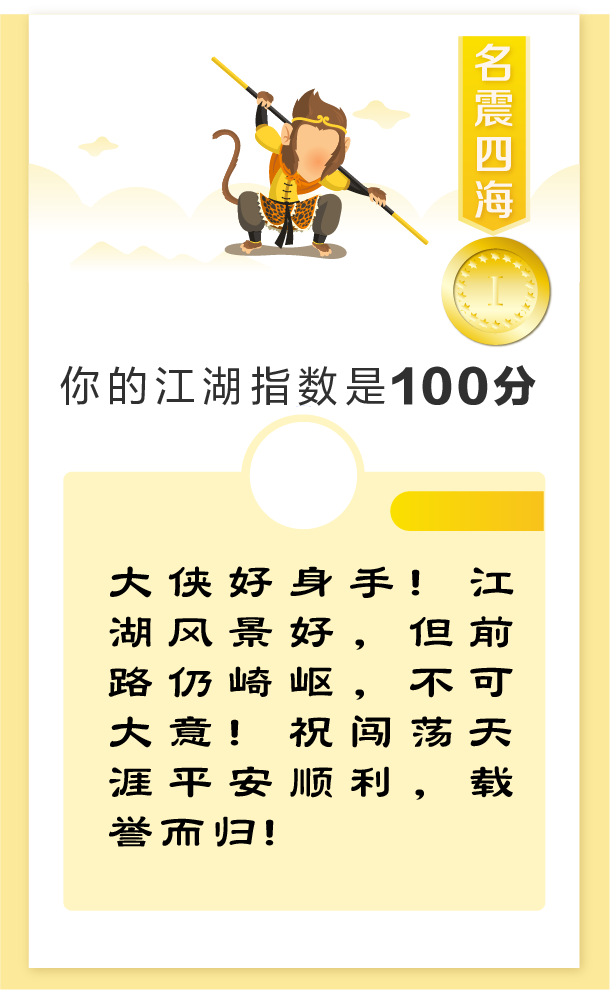 名震四海
I
你的江湖指数是100分
大侠好身手！江
湖风景好，但前
路仍崎岖，不可
大意！祝闯荡天
涯平安顺利，载
誉而归！